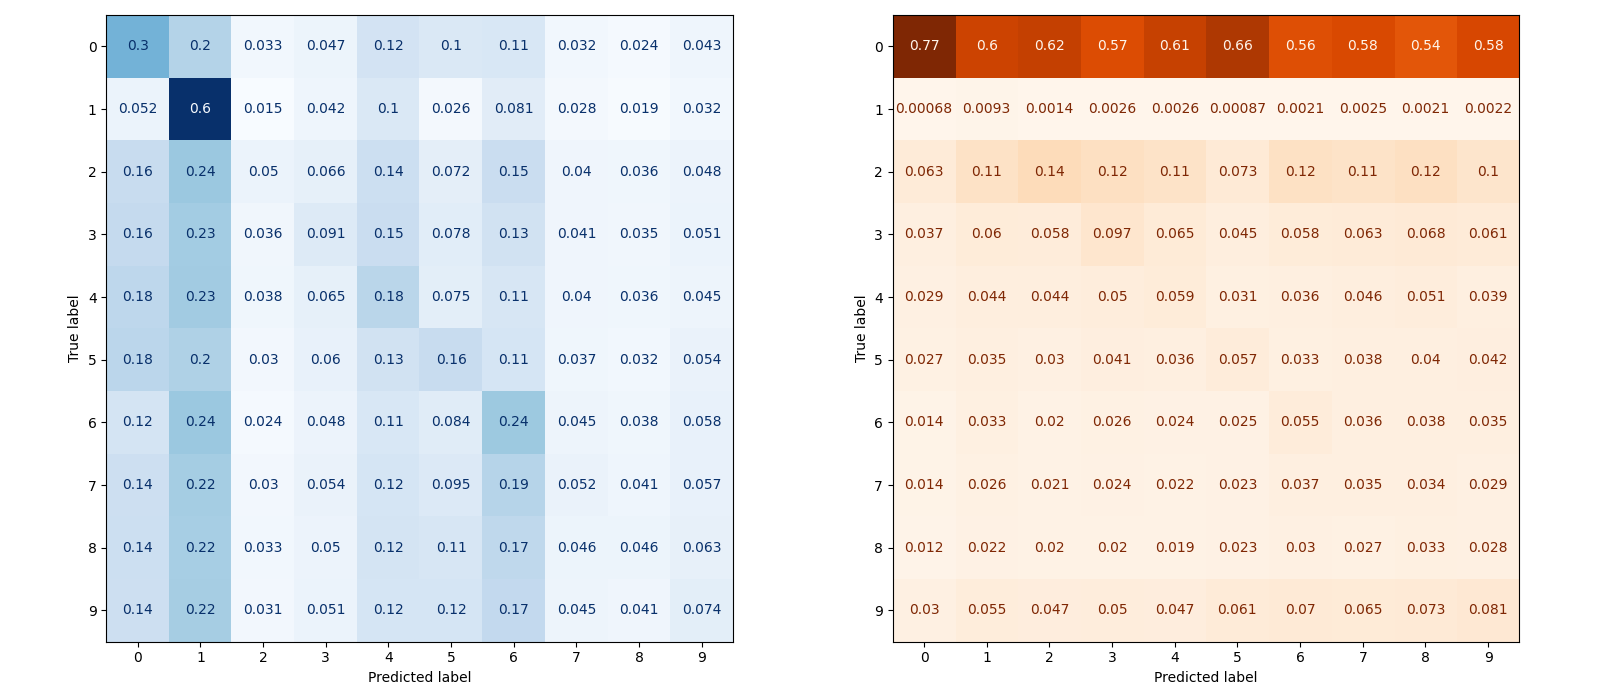 0 0.3 0.2 0.033 0.047 0.12 0.1 0.11 0.032 0.024 0.043
1 0.052 0.6 0.015 0.042 0.1 0.026 0.081 0.028 0.019 0.032
2 0.16 0.24 0.05 0.066 0.14 0.072 0.15 0.04 0.036 0.048
3 0.16 0.23 0.036 0.091 0.15 0.078 0.13 0.041 0.035 0.051
4 0.18 0.23 0.038 0.065 0.18 0.075 0.11 0.04 0.036 0.045
True label
5 0.18 0.2 0.03 0.06 0.13 0.16 0.11 0.037 0.032 0.054
6 0.12 0.24 0.024 0.048 0.11 0.084 0.24 0.045 0.038 0.058
7 0.14 0.22 0.03 0.054 0.12 0.095 0.19 0.052 0.041 0.057
8 0.14 0.22 0.033 0.05 0.12 0.11 0.17 0.046 0.046 0.063
9 0.14 0.22 0.031 0.051 0.12 0.12 0.17 0.045 0.041 0.074
0 1 2 3 4 5 6 7 8 9
Predicted label
0 0.77 0.6 0.62 0.57 0.61 0.66 0.56 0.58 0.54 0.58
1 0.00068 0.0093 0.0014 0.0026 0.0026 0.00087 0.0021 0.0025 0.0021 0.0022
2 0.063 0.11 0.14 0.12 0.11 0.073 0.12 0.11 0.12 0.1
3 0.037 0.06 0.058 0.097 0.065 0.045 0.058 0.063 0.068 0.061
4 0.029 0.044 0.044 0.05 0.059 0.031 0.036 0.046 0.051 0.039
True label
5 0.027 0.035 0.03 0.041 0.036 0.057 0.033 0.038 0.04 0.042
6 0.014 0.033 0.02 0.026 0.024 0.025 0.055 0.036 0.038 0.035
7 0.014 0.026 0.021 0.024 0.022 0.023 0.037 0.035 0.034 0.029
8 0.012 0.022 0.02 0.02 0.019 0.023 0.03 0.027 0.033 0.028
9 0.03 0.055 0.047 0.05 0.047 0.061 0.07 0.065 0.073 0.081
0 1 2 3 4 5 6 7 8 9
Predicted label